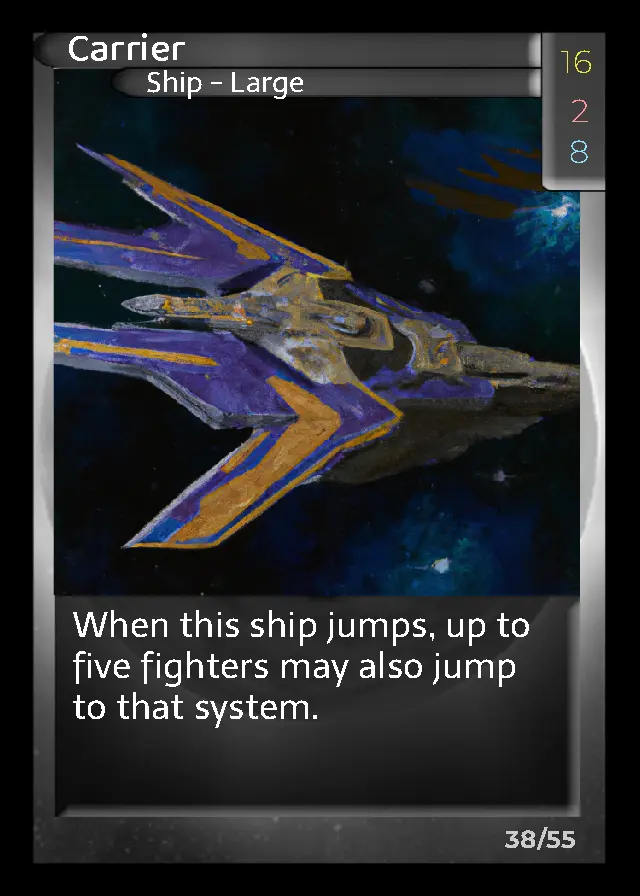 Carrier
Ship – Large
16
2
8
When this ship jumps, up to
five fighters may also jump
to that system.
38/55